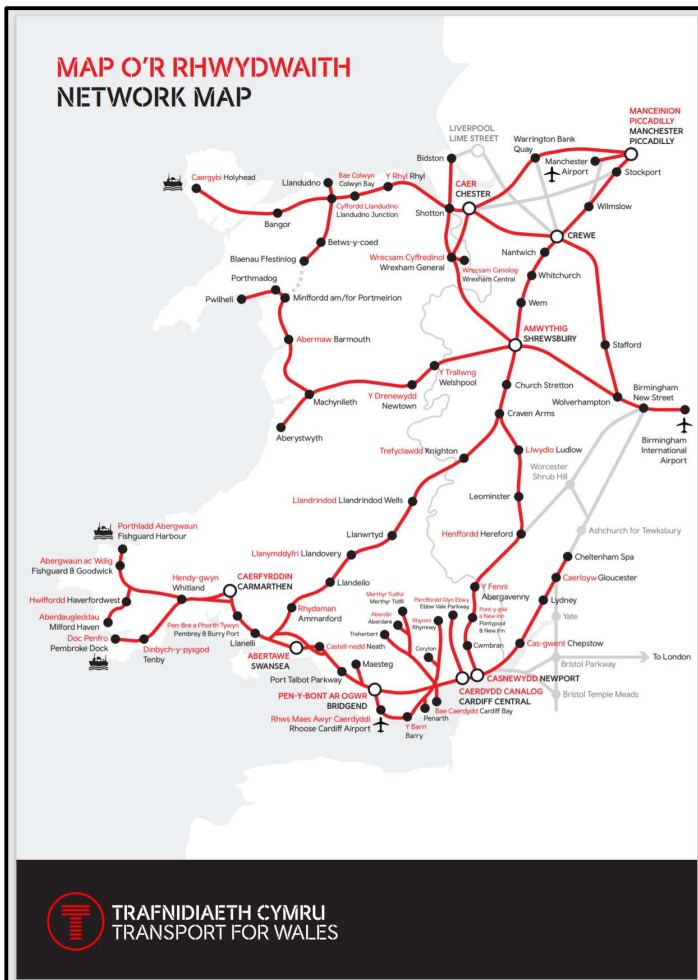 MAP O'R RHWYDWAITH
NETWORK MAP
MANCEINION
PICCADILLY
MANCHESTER
PICCADILLY
LIVERPOOL
LIME STREET
Warrington Bank
Quay
Manchester
Airport
Stockport
Wilmslow
Bidston
Caergybi Holyhead
Llandudno
Bae Colwyn
Colwyn Bay
Y Rhyl Rhyl
CAER
CHESTER
Cyffordd Llandudno
Llandudno Junction
Shotton
Bangor
CREWE
Betws-y-coed
Nantwich
Wrecsam Cyffredinol
Wrexham General
Wrecsam Canolog
Wrexham Central
Blaenau Ffestiniog
Whitchurch
Porthmadog
Pwllheli
Minffordd am/for Portmeirion
Wem
AMWYTHIG
SHREWSBURY
Abermaw Barmouth
Stafford
Y Trallwng
Welshpool
Church Stretton
Wolverhampton
Birmingham
New Street
Machynlleth
Y Drenewydd
Newtown
Craven Arms
Aberystwyth
Birmingham
International
Airport
Trefyclawdd Knighton
Llwydlo Ludlow
Worcester
Shrub Hill
Llandrindod Llandrindod Wells
Leominster
Porthladd Abergwaun
Fishguard Harbour
Llanwrtyd
Henffordd Hereford
Ashchurch for Tewksbury
Llanymddyfri Llandovery
Cheltenham Spa
Abergwaun ac Wdig
Fishguard & Goodwick
Hendy-gwyn
Whitland
CAERFYRDDIN
CARMARTHEN
Llandeilo
Merthyr Tudful
Merthyr Tidfil
Parcffordd Glyn Ebwy
Ebbw Vale Parkway
Y Fenni
Abergavenny
Caerloyw Gloucester
Hwlffordd Haverfordwest
Rhydaman
Ammanford
Aberdâr
Aberdare
Rhymni
Rhymney
Pont-y-pŵl
a New Inn
Pontypool
& New Inn
Lydney
Aberdaugleddau
Milford Haven
Pen-Bre a Phorth Tywyn
Pembrey & Burry Port
Treherbert
Yate
Doc Penfro
Pembroke Dock
Dinbych-y-pysgod
Tenby
Llanelli
Castell-nedd Neath
Coryton
Cwmbran
Cas-gwent Chepstow
ABERTAWE
SWANSEA
Maesteg
Bristol Parkway
To London
Port Talbot Parkway
CASNEWYDD NEWPORT
PEN-Y-BONT AR OGWR
BRIDGEND
CAERDYDD CANALOG
CARDIFF CENTRAL
Bristol Temple Meads
Rhws Maes Awyr Caerdyddi
Rhoose Cardiff Airport
Y Barri
Barry
Penarth
Bae Caerdydd Cardiff Bay
TRAFNIDIAETH CYMRU
TRANSPORT FOR WALES